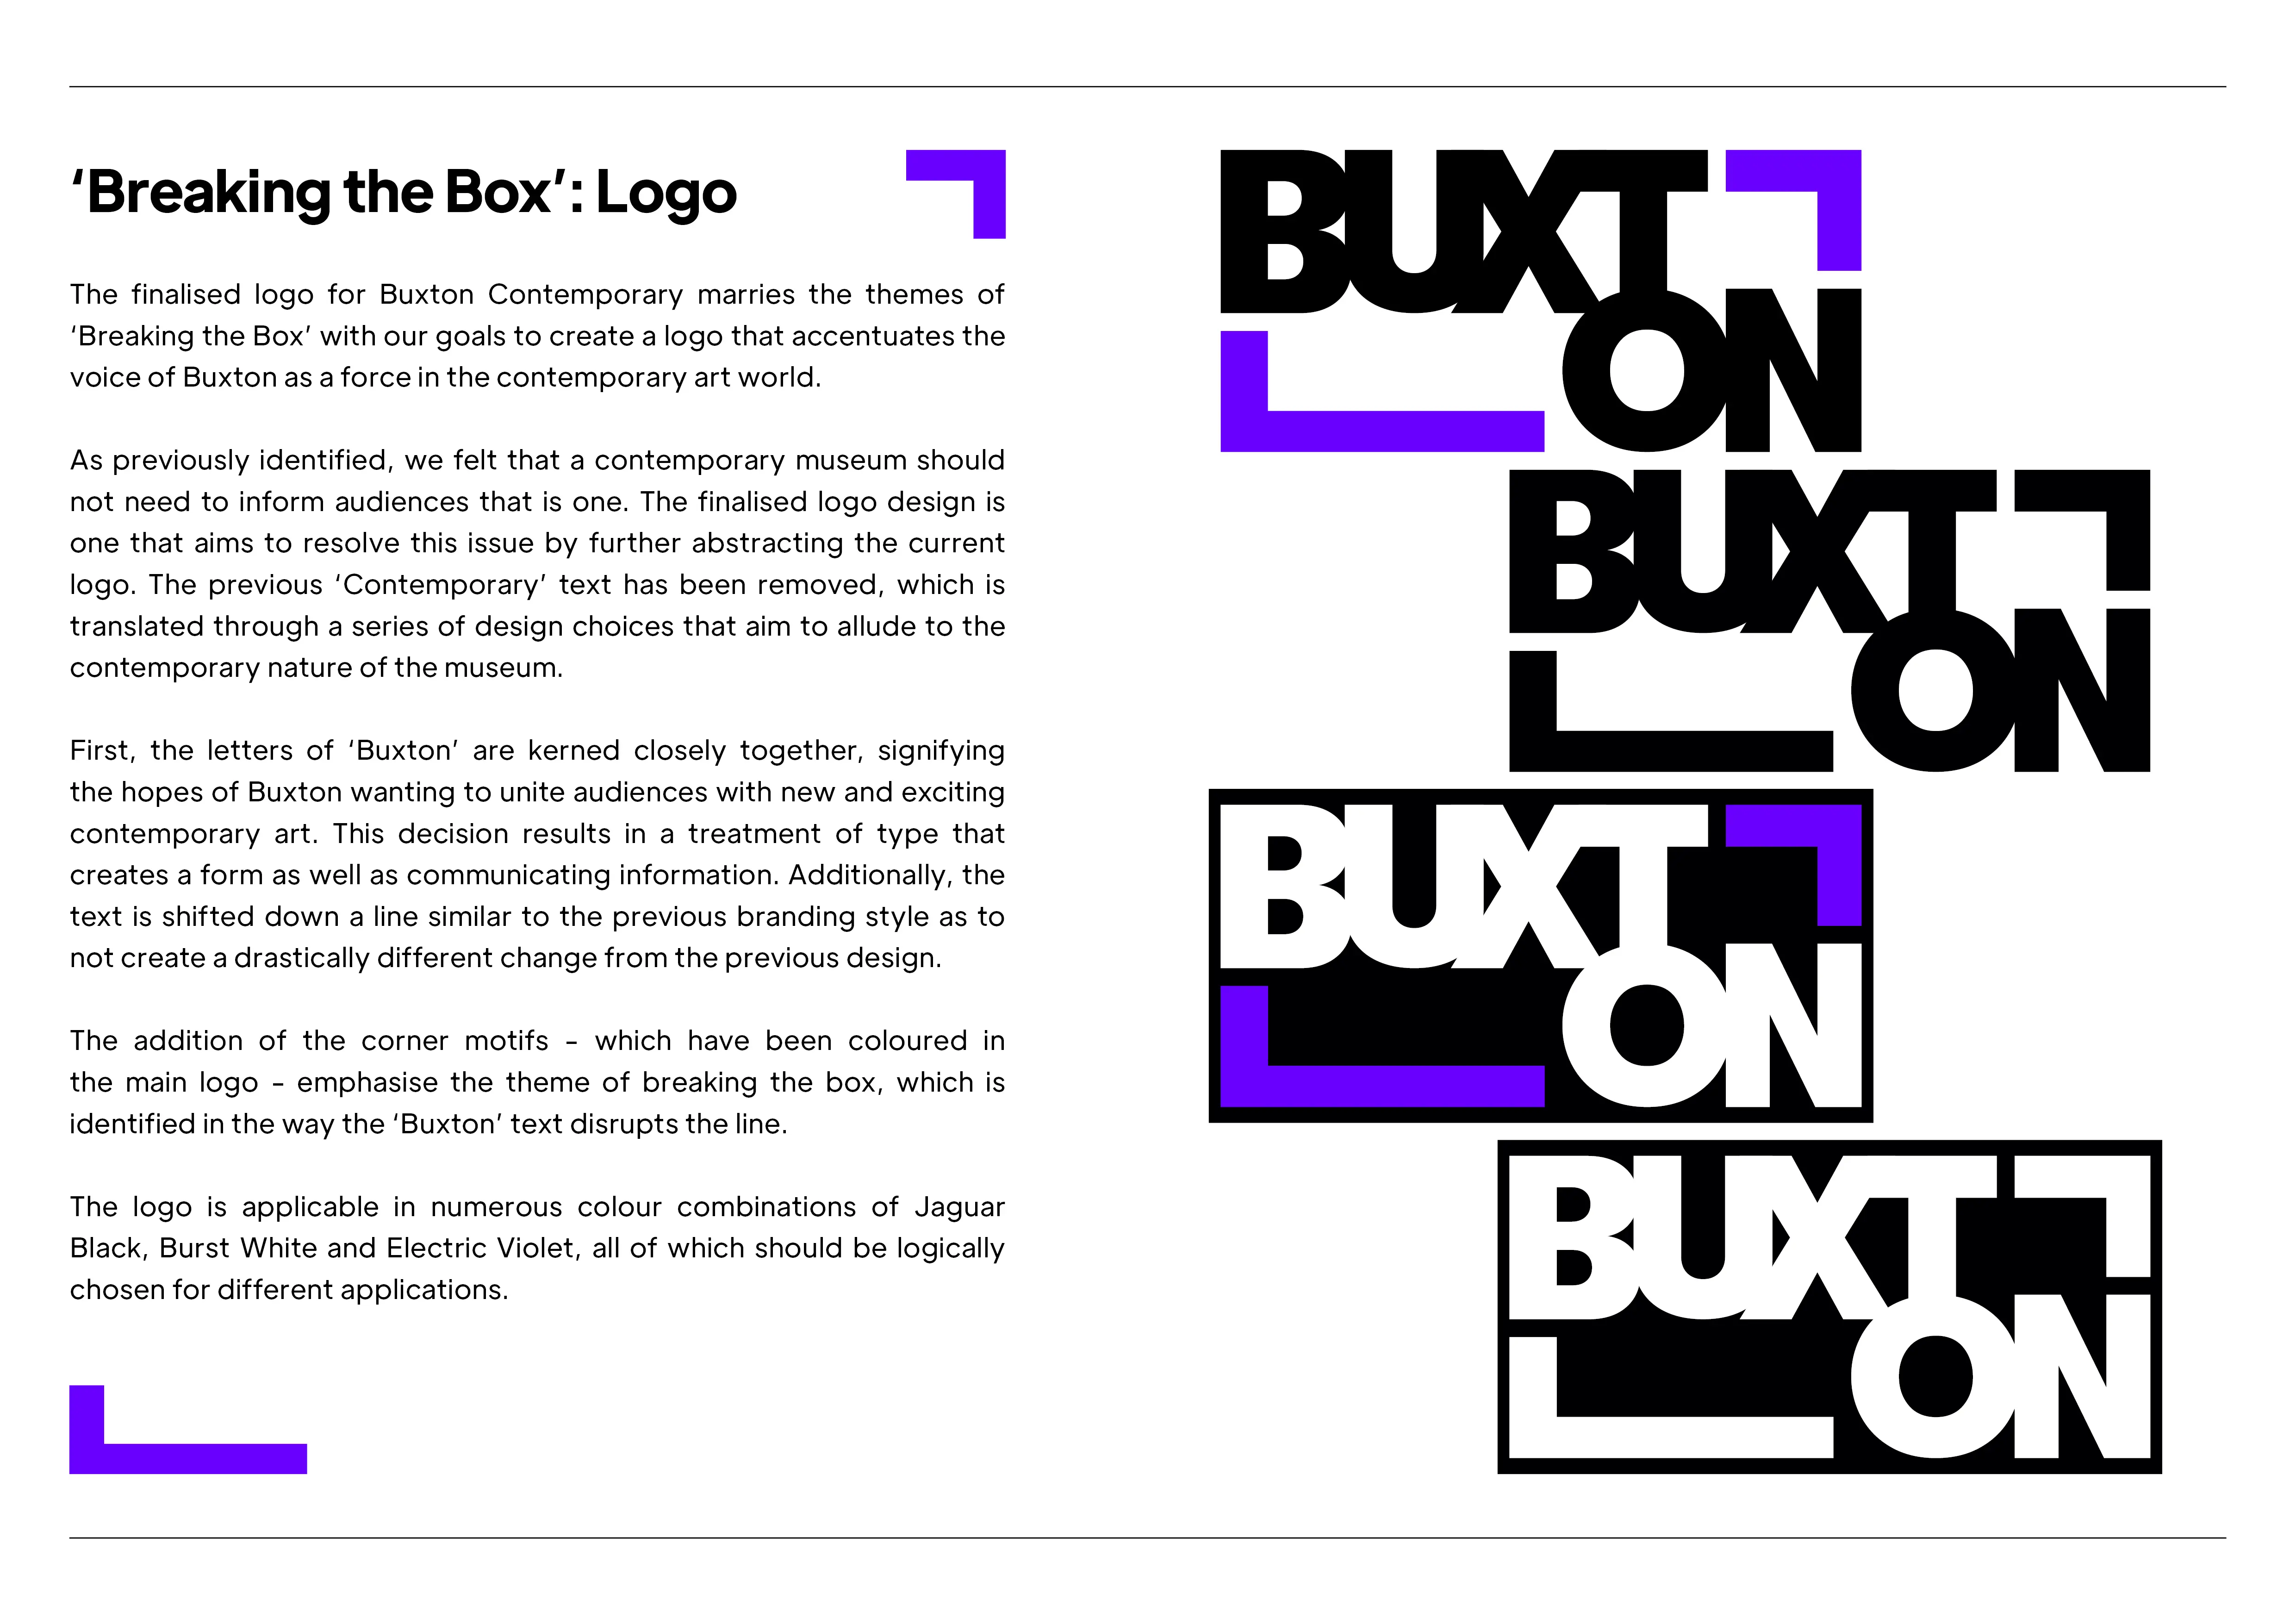 ‘Breaking the Box’: Logo
The finalised logo for Buxton Contemporary marries the themes of
‘Breaking the Box’ with our goals to create a logo that accentuates the
voice of Buxton as a force in the contemporary art world.
As previously identified, we felt that a contemporary museum should
not need to inform audiences that is one. The finalised logo design is
one that aims to resolve this issue by further abstracting the current
logo. The previous ‘Contemporary’ text has been removed, which is
translated through a series of design choices that aim to allude to the
contemporary nature of the museum.
First, the letters of ‘Buxton’ are kerned closely together, signifying
the hopes of Buxton wanting to unite audiences with new and exciting
contemporary art. This decision results in a treatment of type that
creates a form as well as communicating information. Additionally, the
text is shifted down a line similar to the previous branding style as to
not create a drastically different change from the previous design.
The addition of the corner motifs – which have been coloured in
the main logo – emphasise the theme of breaking the box, which is
identified in the way the ‘Buxton’ text disrupts the line.
The logo is applicable in numerous colour combinations of Jaguar
Black, Burst White and Electric Violet, all of which should be logically
chosen for different applications.
BUXT
ON
BUXT
ON
BUXT
ON
BUXT
ON